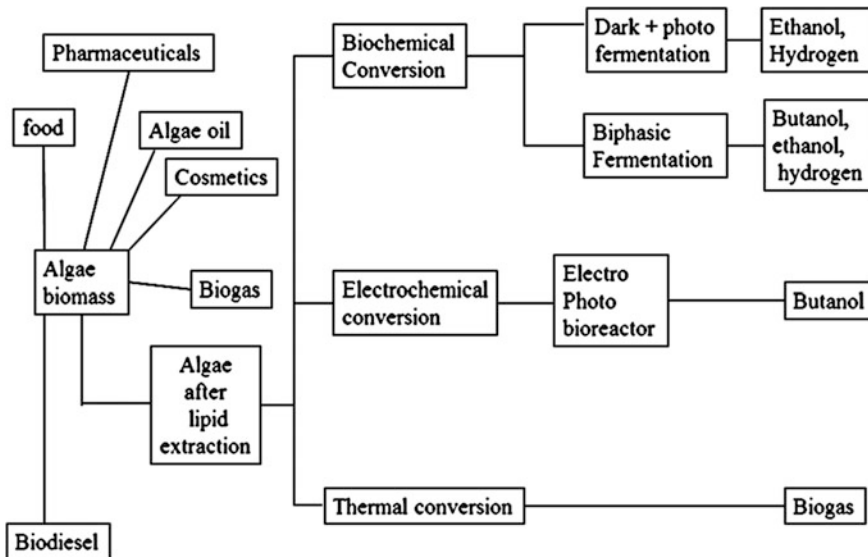 Pharmaceuticals
food
Algae oil
Cosmetics
Algae
biomass
Biogas
Algae
after
lipid
extraction
Biodiesel
Biochemical
Conversion
Dark + photo
fermentation
Ethanol,
Hydrogen
Biphasic
Fermentation
Butanol,
ethanol,
hydrogen
Electrochemical
conversion
Electro
Photo
bioreactor
Butanol
Thermal conversion
Biogas